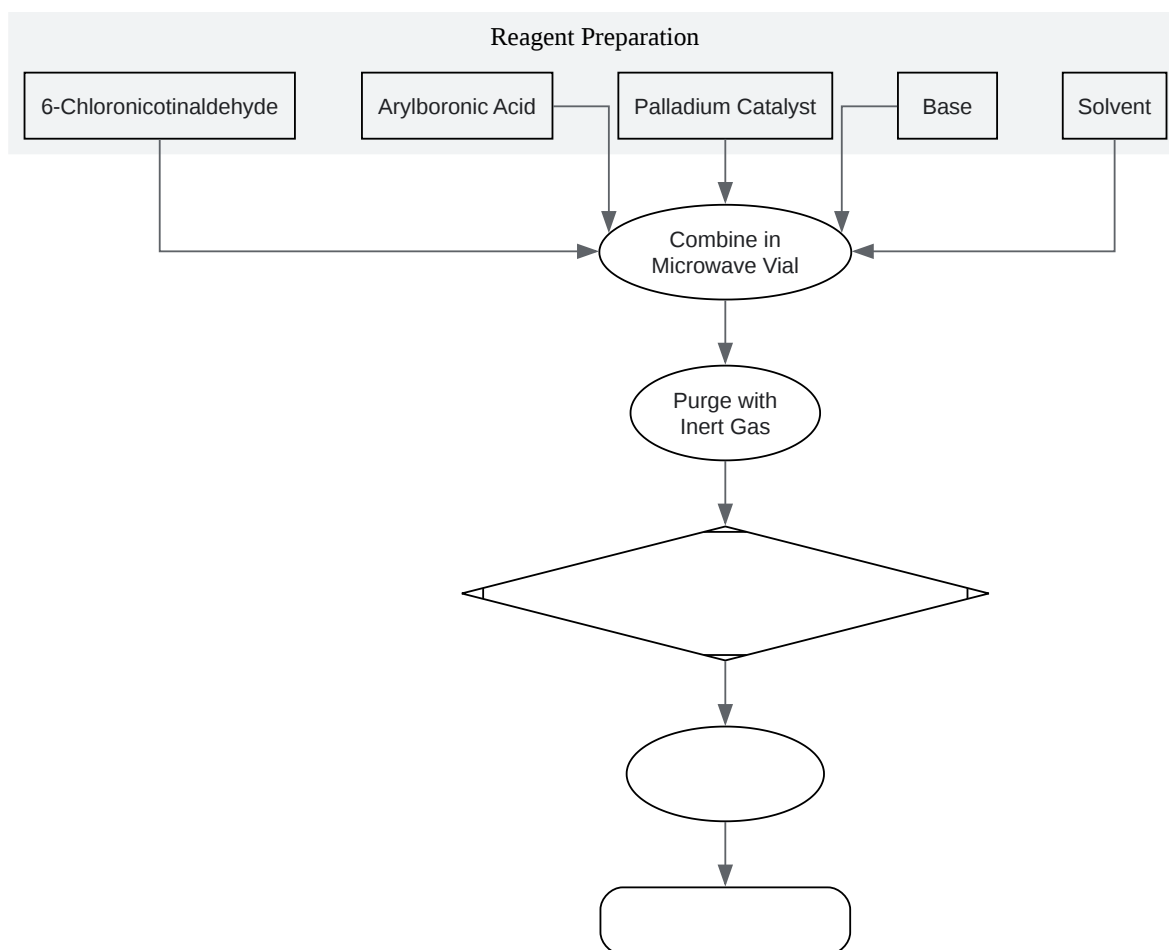 Reagent Preparation
6-Chloronicotinaldehyde
Arylboronic Acid
Palladium Catalyst
Base
Solvent
Combine in
Microwave Vial
Purge with
Inert Gas